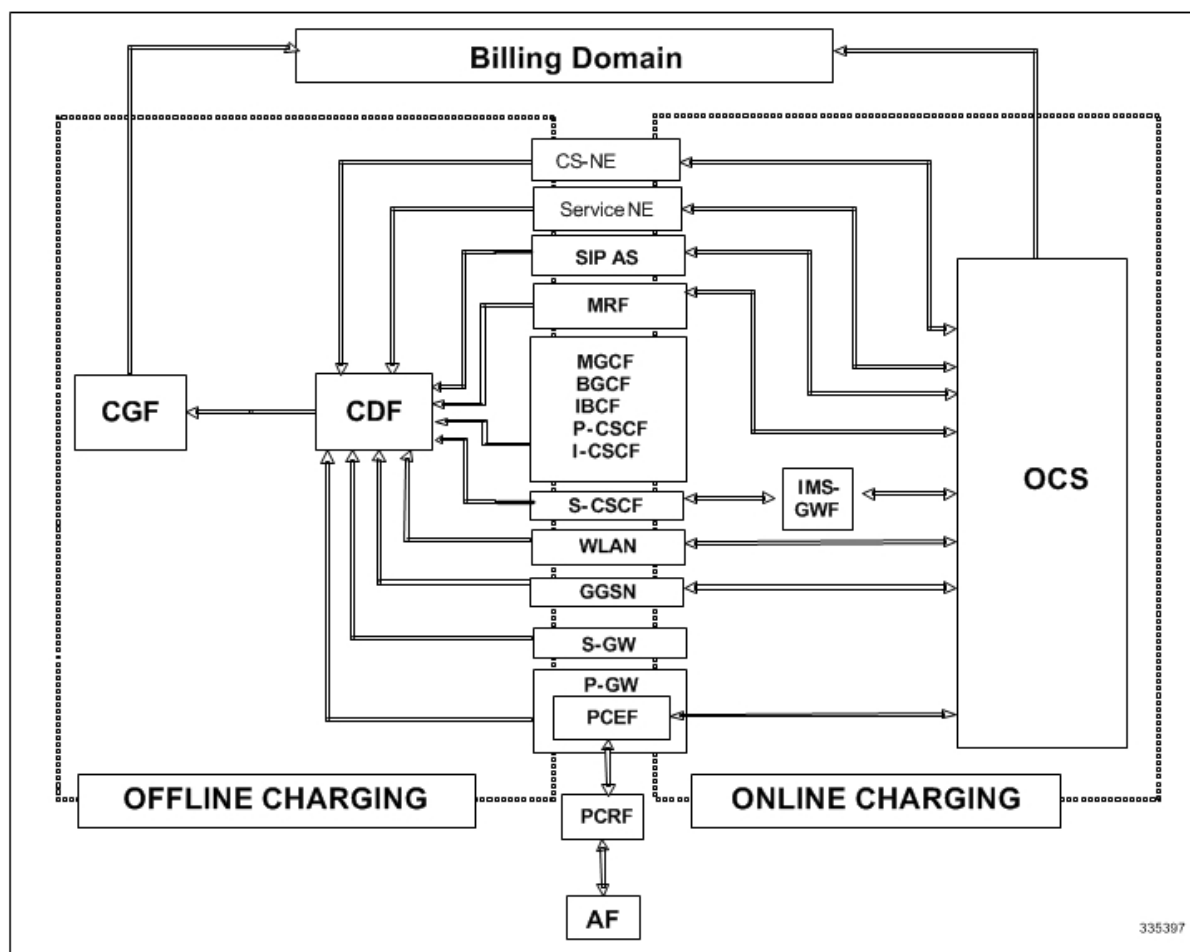 Billing Domain
CS-NE
Service NE
SIP AS
MRF
MGCF
BGCF
IBCF
P-CSCF
I-CSCF
CGF
CDF
OCS
S-CSCF
IMS-
GWF
WLAN
GGSN
S-GW
P-GW
PCEF
OFFLINE CHARGING
ONLINE CHARGING
PCRF
AF
335397